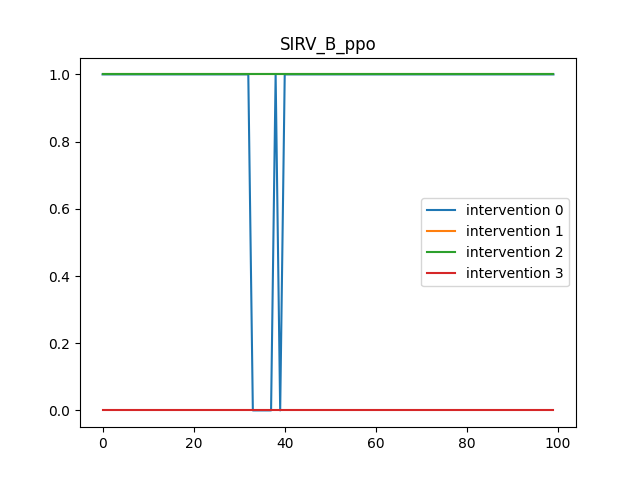 SIRV_B_ppo
1.0
0.8
0.6
0.4
0.2
0.0
intervention 0
intervention 1
intervention 2
intervention 3
0
20
40
60
80
100